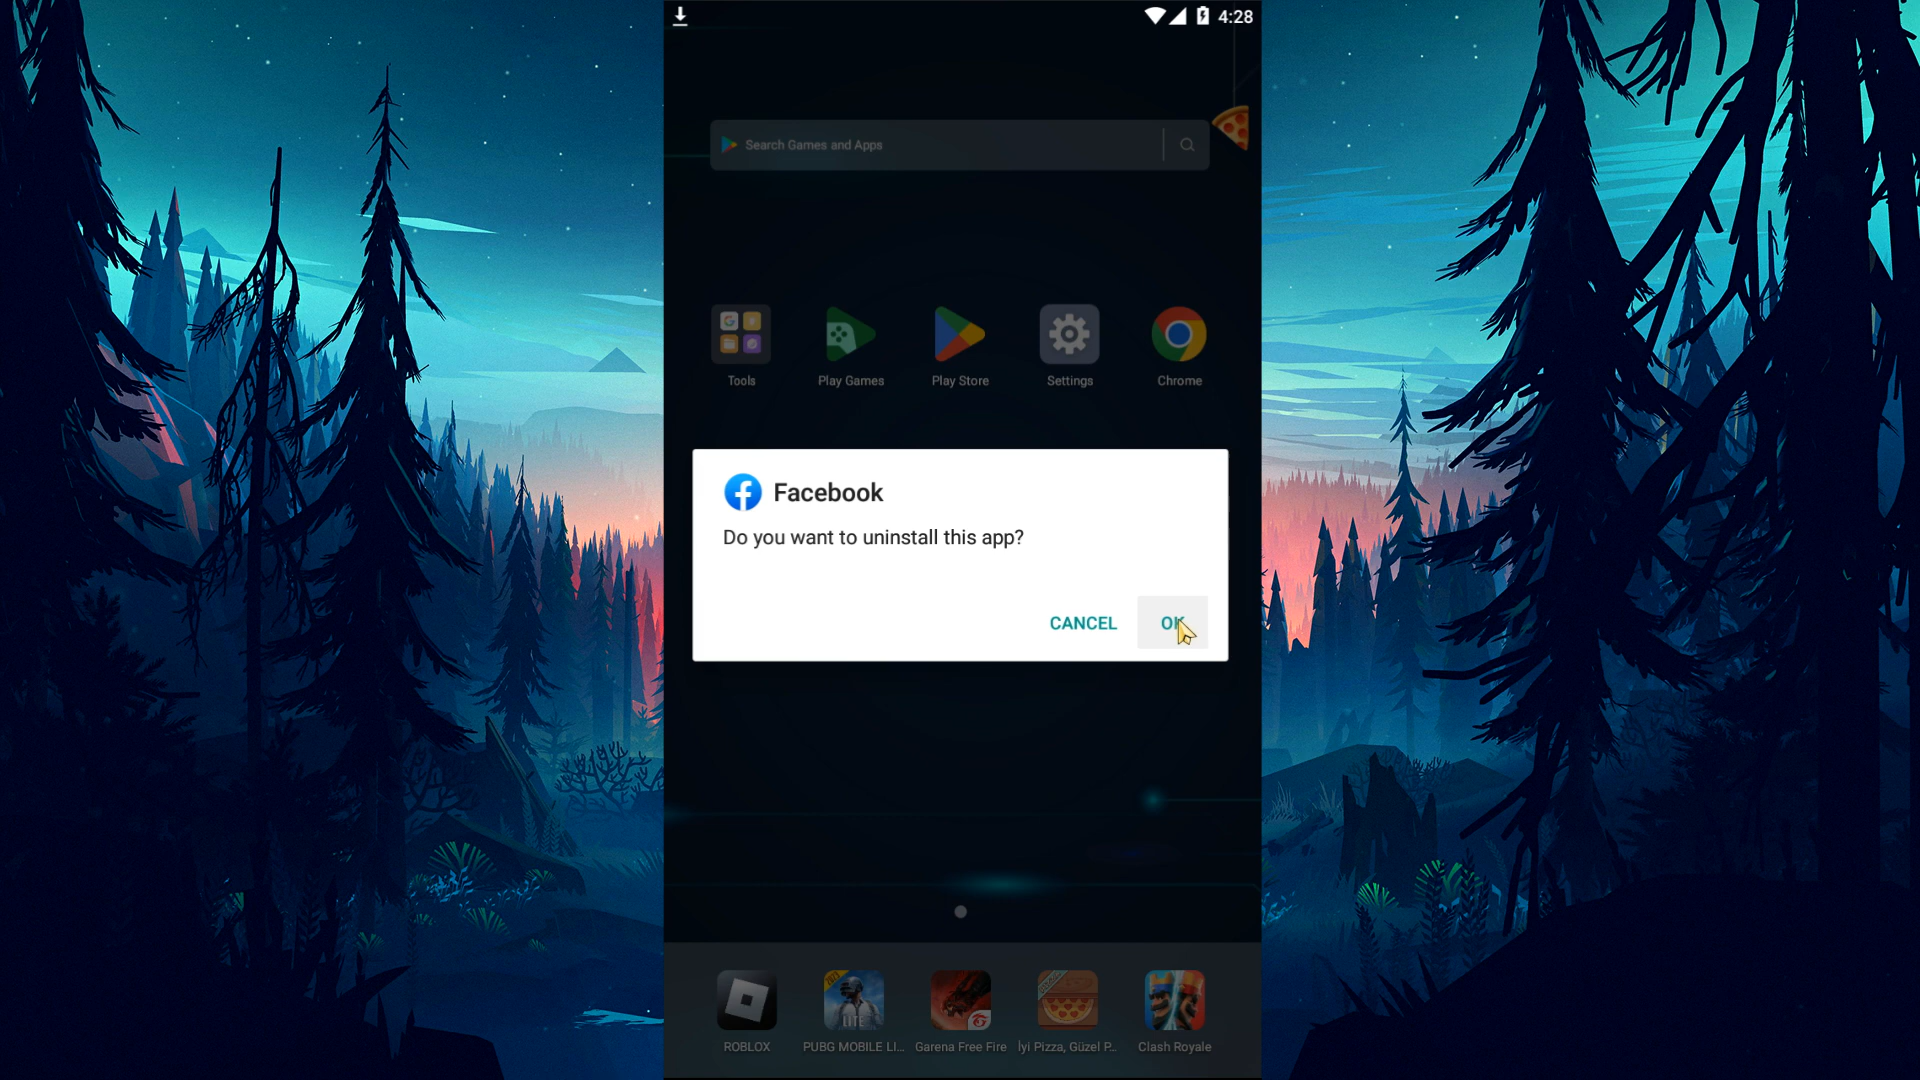 4:28
Search Games and Apps
Tools
Play Games
Play Store
Settings
Chrome
Facebook
Do you want to uninstall this app?
CANCEL
OK
LITE
ROBLOX
PUBG MOBILE LI...
Garena Free Fire
İyi Pizza, Güzel P...
Clash Royale